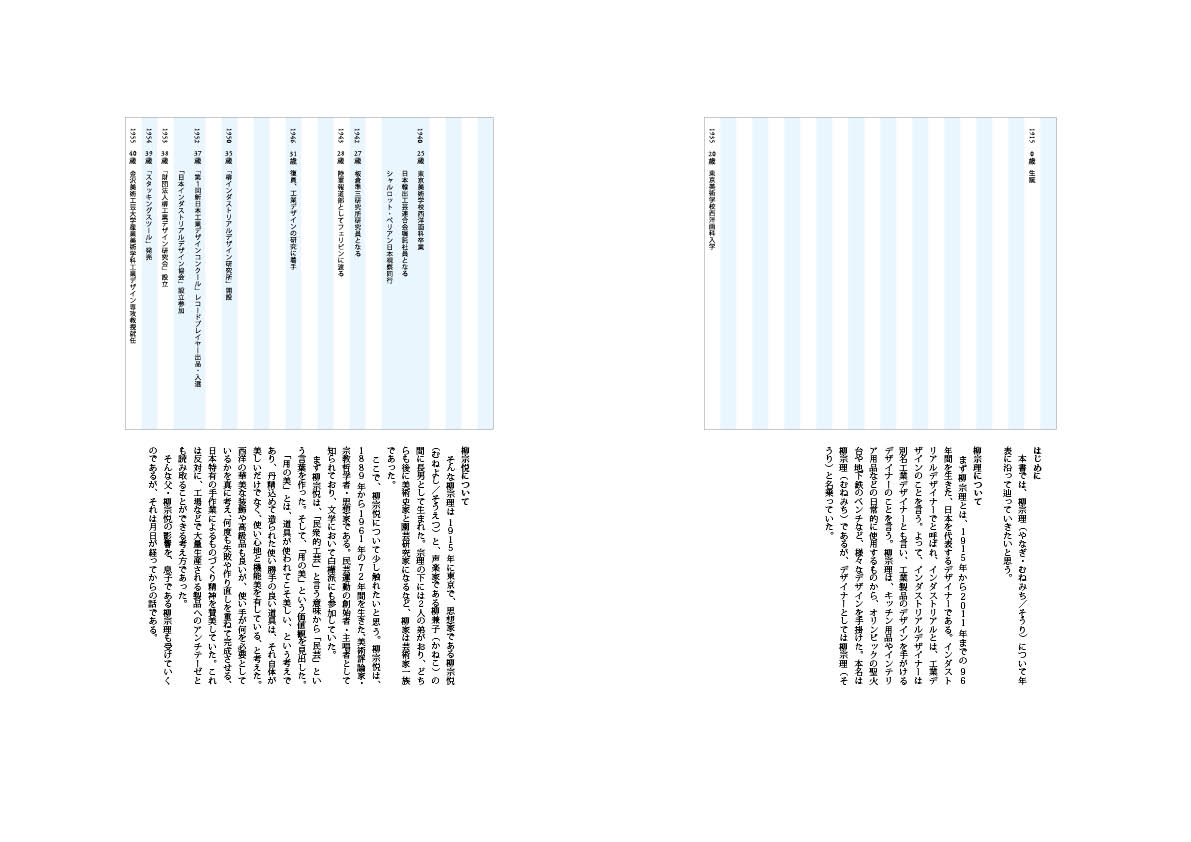 1915 0歳 生誕
1935 20歳 東京美術学校西洋画科入学
はじめに
本書では、柳宗理（やなぎ・むねみち／そうり）について年
表に沿って辿っていきたいと思う。
柳宗理について
まず柳宗理とは、1915年から2011年までの96
年間を生きた、日本を代表するデザイナーである。インダスト
リアルデザイナーでと呼ばれ、インダストリアルとは、工業デ
ザインのことを言う。よって、インダストリアルデザイナーは
別名工業デザイナーとも言い、工業製品のデザインを手がける
デザイナーのことを言う。柳宗理は、キッチン用品やインテリ
ア用品などの日常的に使用するものから、オリンピックの聖火
台や地下鉄のベンチなど、様々なデザインを手掛けた。本名は
柳宗理（むねみち）であるが、デザイナーとしては柳宗理（そ
うり）と名乗っていた。
1940 25歳 東京美術学校西洋画科卒業
日本輸出工芸連合会嘱託社員となる
シャルロット・ペリアン日本視察同行
1942 27歳 板倉準三研究所研究員となる
1943 28歳 陸軍報道部としてフェリピンに渡る
1946 31歳 復員、工業デザインの研究に着手
1950 35歳 「柳インダストリアルデザイン研究所」開設
1952 37歳 「第1回新日本工業デザインコンクール」レコードプレイヤー出品・入選
「日本インダストリアルデザイン協会」設立参加
1953 38歳 「財団法人柳工業デザイン研究会」設立
1954 39歳 「スタッキングスツール」発売
1955 40歳 金沢美術工芸大学産業美術学科工業デザイン専攻教授就任
柳宗悦について
そんな柳宗理は1915年に東京で、思想家である柳宗悦
（むねよし／そうえつ）と、声楽家である柳兼子（かねこ）の
間に長男として生まれた。宗理の下には2人の弟がおり、どち
らも後に美術史家と園芸研究家になるなど、柳家は芸術家一族
であった。
ここで、柳宗悦について少し触れたいと思う。柳宗悦は、
1889年から1961年の72年間を生きた、美術評論家・
宗教哲学者・思想家である。民芸運動の創始者・主唱者として
知られており、文学において白樺派にも参加していた。
まず柳宗悦は、「民衆的工芸」と言う意味から「民芸」とい
う言葉を作った。そして、「用の美」という価値観を見出した。
「用の美」とは、道具が使われてこそ美しい、という考えで
あり、丹精込めて造られた使い勝手の良い道具は、それ自体が
美しいだけでなく、使い心地と機能美を有している、と考えた。
西洋の華美な装飾や高級品も良いが、使い手が何を必要として
いるかを真に考え、何度も失敗や作り直しを重ねて完成させる、
日本特有の手作業によるものづくり精神を賛美していた。これ
は反対に、工場などで大量生産される製品へのアンチテーゼと
も読み取ることができる考え方であった。
そんな父・柳宗悦の影響を、息子である柳宗理も受けていく
のであるが、それは月日が経ってからの話である。